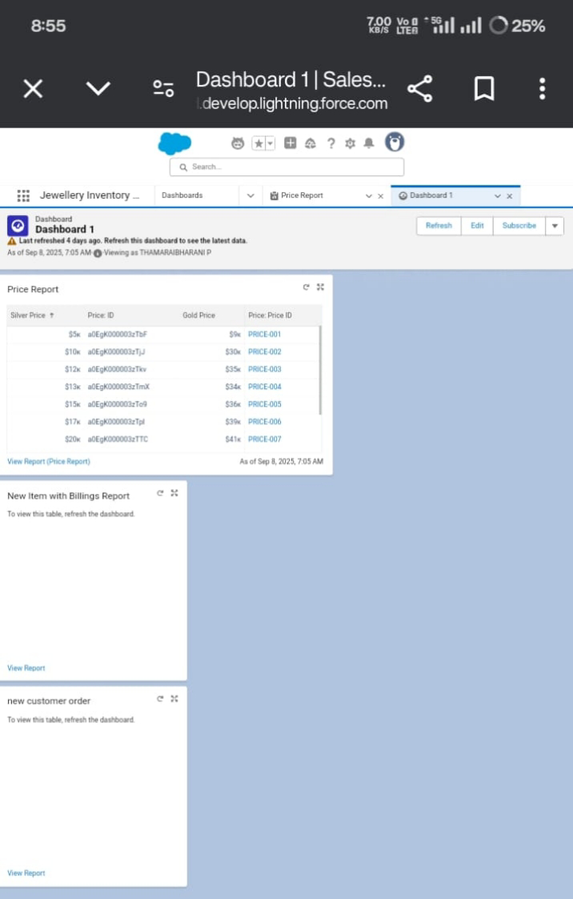 8:55
7.00 KB/S Vo LTE 5G 25%
Dashboard 1 | Sales...
.develop.lightning.force.com
Search...
Jewellery Inventory ... Dashboards Price Report Dashboard 1
Dashboard
Dashboard 1
Last refreshed 4 days ago. Refresh this dashboard to see the latest data.
As of Sep 8, 2025, 7:05 AM·Viewing as THAMARAIBHARANI P
Refresh Edit Subscribe
Price Report
Silver Price ↑ Price: ID Gold Price Price: Price ID
$5k a0EgK000003zTbF $9k PRICE-001
$10k a0EgK000003zTjJ $30k PRICE-002
$12k a0EgK000003zTkv $35k PRICE-003
$13k a0EgK000003zTmX $34k PRICE-004
$15k a0EgK000003zTo9 $36k PRICE-005
$17k a0EgK000003zTpl $39k PRICE-006
$20k a0EgK000003zTTC $41k PRICE-007
View Report (Price Report) As of Sep 8, 2025, 7:05 AM
New Item with Billings Report
To view this table, refresh the dashboard.
View Report
new customer order
To view this table, refresh the dashboard.
View Report